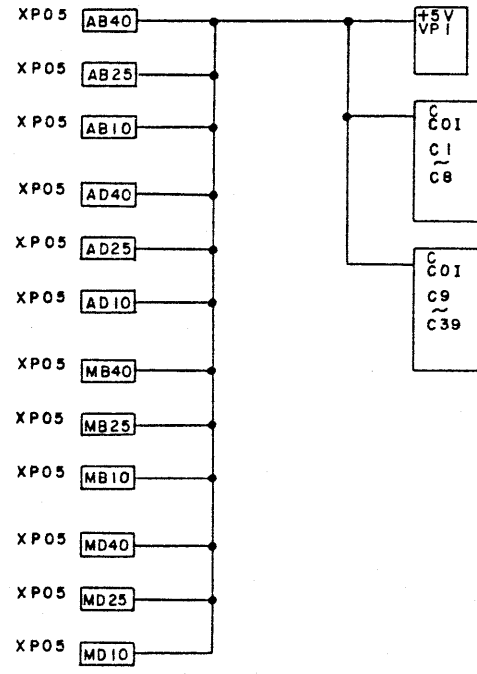 XP05 AB40
XP05 AB25
XP05 AB10
XP05 AD40
XP05 AD25
XP05 AD10
XP05 MB40
XP05 MB25
XP05 MB10
XP05 MD40
XP05 MD25
XP05 MD10
+5V
VP1
C
C01
C1
~
C8
C
C01
C9
~
C39